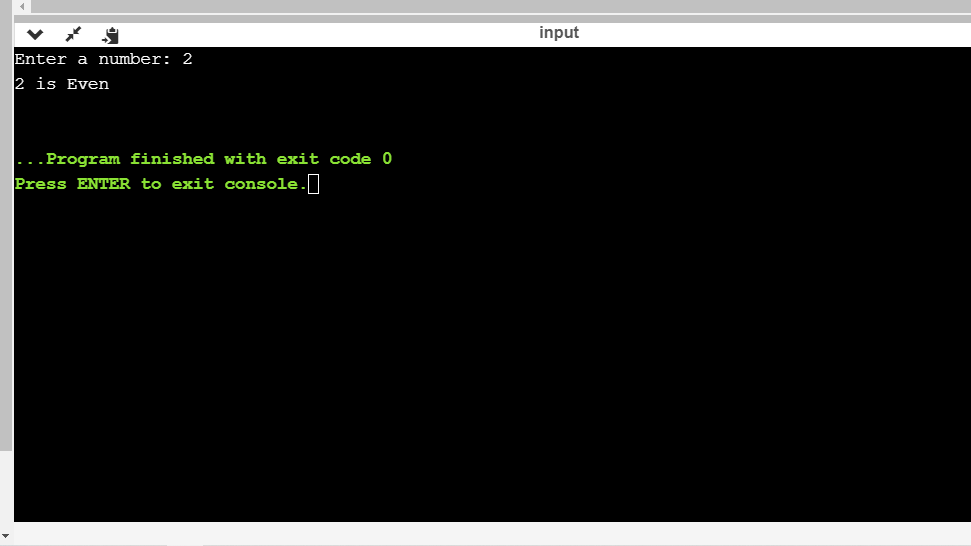 input
Enter a number: 2
2 is Even
...Program finished with exit code 0
Press ENTER to exit console.